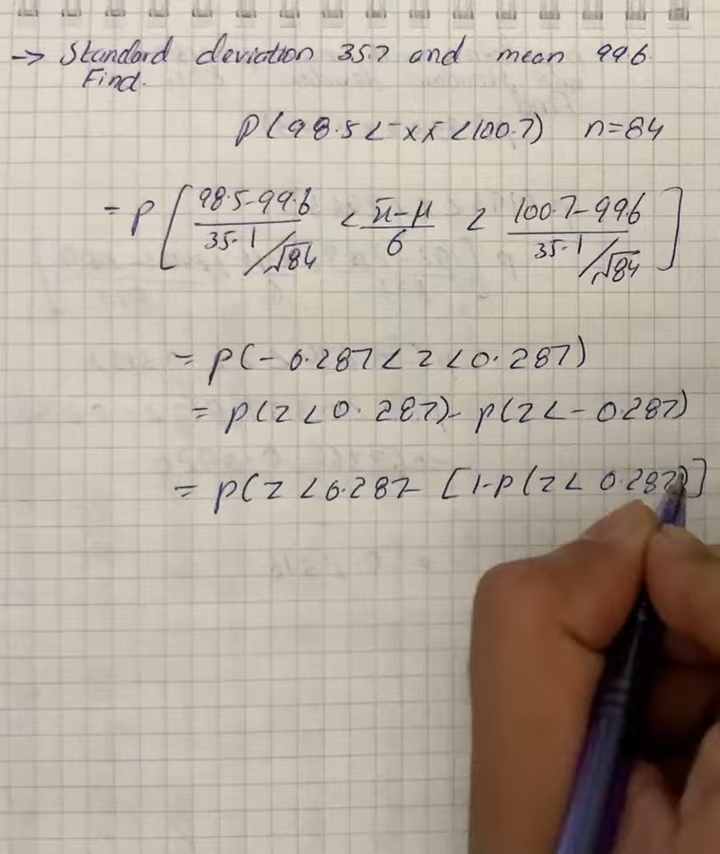 → Standard deviation 35.7 and mean 99.6.
Find.
P(98.5 < -x x̄ < 100.7) n=84
= P [ (98.5-99.6)/(35.1/√84) < (x̄-μ)/6 < (100.7-99.6)/(35.1/√84) ]
= P(-0.287 < Z < 0.287)
= P(Z < 0.287) - P(Z < -0.287)
= P(Z < 0.287 - [1-P(Z < 0.287)]